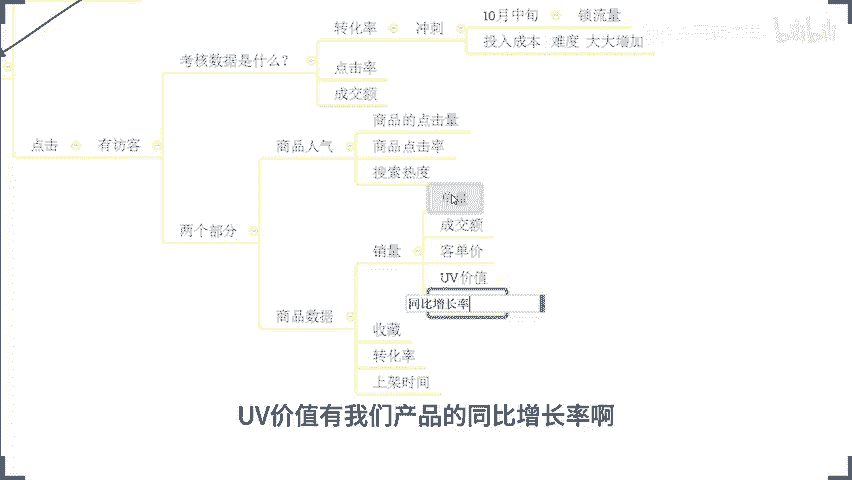 10月中旬 锁流量
转化率 冲刺
投入成本 难度 大大增加
考核数据是什么?
点击率
成交额
商品的点击量
点击 有访客
商品人气
商品点击率
搜索热度
成交额
两个部分
销量
客单价
UV价值
同比增长率
商品数据
收藏
转化率
上架时间
UV价值有我们产品的同比增长率啊
bilibili